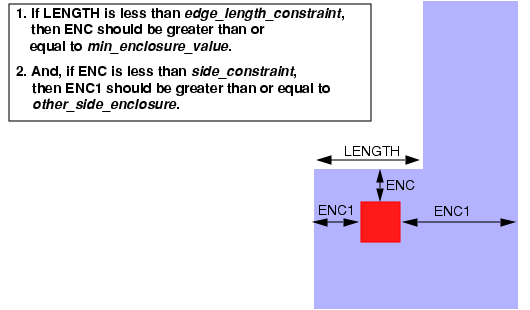 1. If LENGTH is less than edge_length_constraint,
then ENC should be greater than or
equal to min_enclosure_value.
2. And, if ENC is less than side_constraint,
then ENC1 should be greater than or equal to
other_side_enclosure.
LENGTH
ENC
ENC1
ENC1